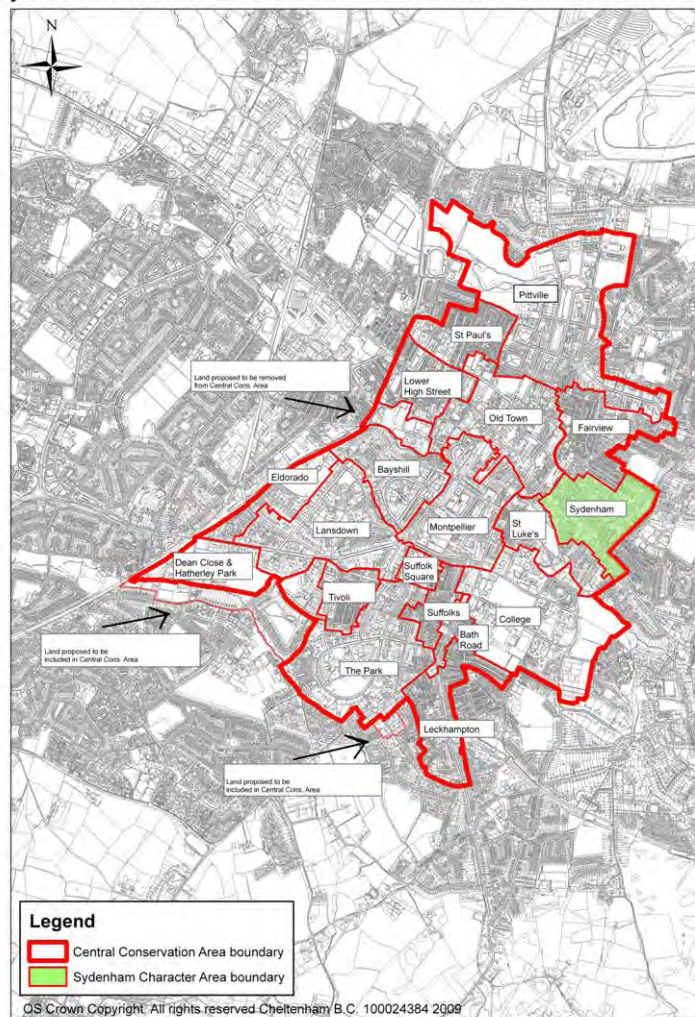 N
Pittville
St Paul's
Land proposed to be removed
from Central Cons. Area
Lower
High Street
Old Town
Fairview
Eldorado
Bayshill
Sydenham
Lansdown
Montpellier
St
Luke's
Dean Close &
Hatherley Park
Suffolk
Square
Tivoli
Suffolks
College
Bath
Road
Land proposed to be
included in Central Cons. Area
The Park
Leckhampton
Land proposed to be
included in Central Cons. Area
Legend
Central Conservation Area boundary
Sydenham Character Area boundary
OS Crown Copyright. All rights reserved Cheltenham B.C. 100024384 2009